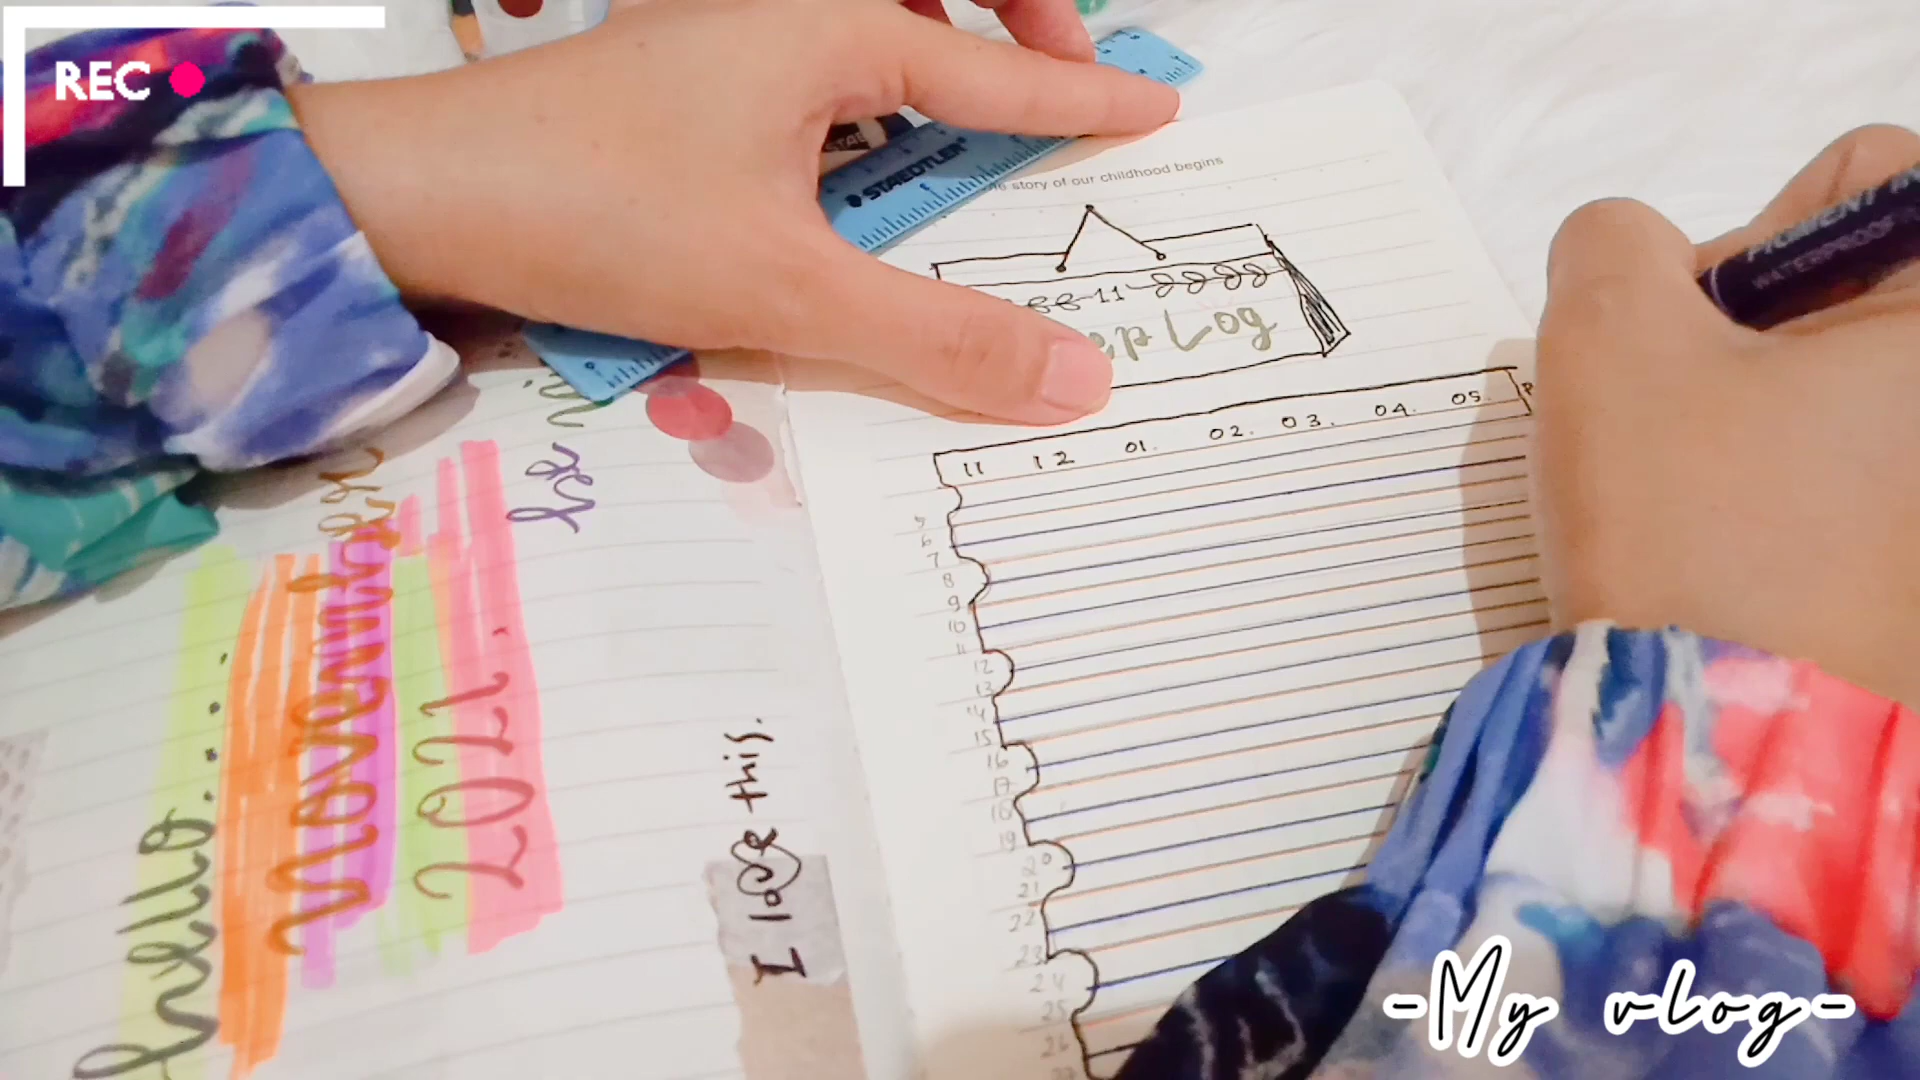 REC
STAEDTLER
story of our childhood begins
11
Log
11 12 01. 02. 03. 04. 05.
5
6
7
8
9
10
11
12
13
14
15
16
17
18
19
20
21
22
23
24
25
26
hello....
november
2021.
I love this.
PIGMENT
WATERPROOF
-My vlog-